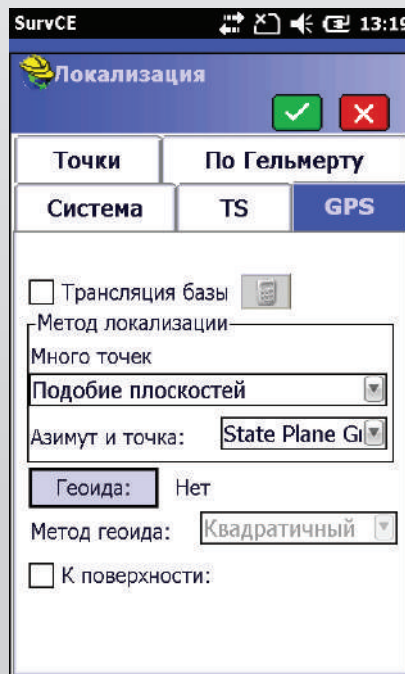 SurvCE 13:19
Локализация
Точки По Гельмерту
Система TS GPS
Трансляция базы
Метод локализации
Много точек
Подобие плоскостей
Азимут и точка: State Plane Gr
Геоида: Нет
Метод геоида: Квадратичный
К поверхности: